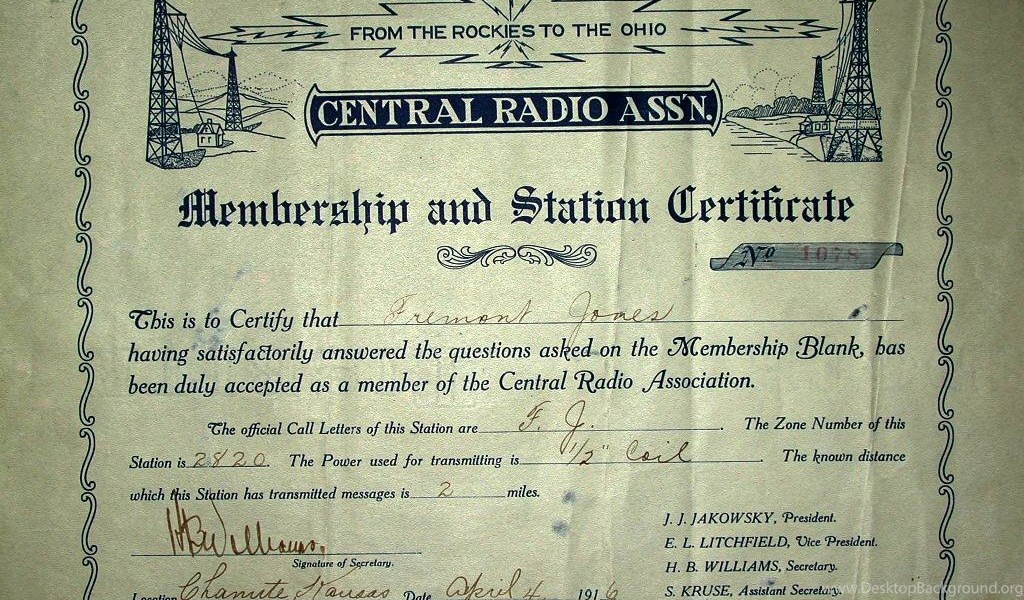 FROM THE ROCKIES TO THE OHIO
CENTRAL RADIO ASS'N.
Membership and Station Certificate
No 1078
This is to Certify that Fremont Jones
having satisfactorily answered the questions asked on the Membership Blank, has
been duly accepted as a member of the Central Radio Association.
The official Call Letters of this Station are F. J. . The Zone Number of this
Station is 2820. The Power used for transmitting is 1/2" Coil . The known distance
which this Station has transmitted messages is 2 miles.
HB Williams.
Signature of Secretary.
J. J. JAKOWSKY, President.
E. L. LITCHFIELD, Vice President.
H. B. WILLIAMS, Secretary.
S. KRUSE, Assistant Secretary.
Location Chanute Kansas Date April 4, 1916
www.DesktopBackground.org